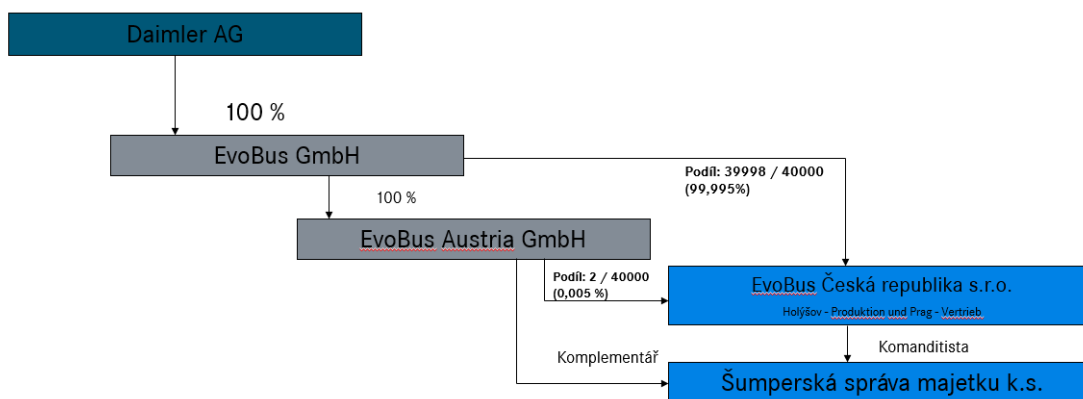 Daimler AG
100 %
EvoBus GmbH
Podíl: 39998 / 40000
(99,995%)
100 %
EvoBus Austria GmbH
Podíl: 2 / 40000
(0,005 %)
EvoBus Česká republika s.r.o.
Holýšov - Produktion und Prag - Vertrieb
Komplementář
Komanditista
Šumperská správa majetku k.s.